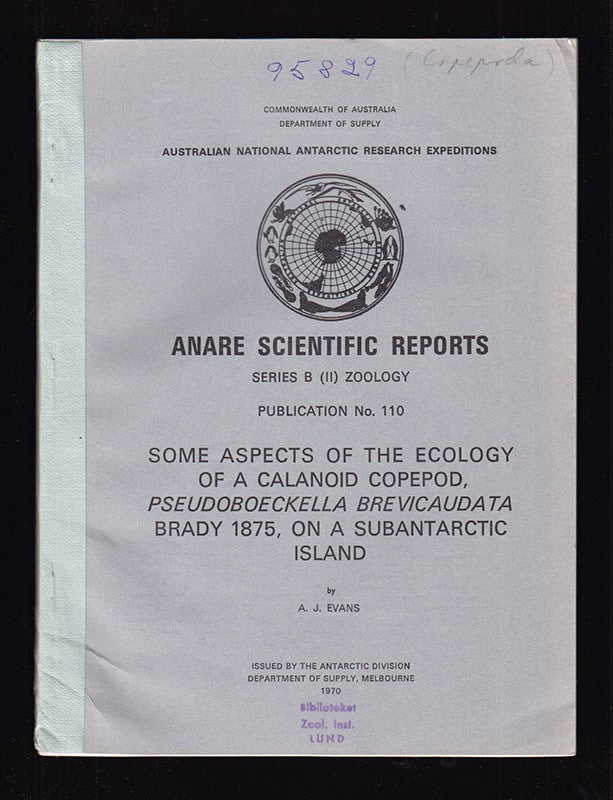 95829 (Copepoda)
COMMONWEALTH OF AUSTRALIA
DEPARTMENT OF SUPPLY
AUSTRALIAN NATIONAL ANTARCTIC RESEARCH EXPEDITIONS
ANARE SCIENTIFIC REPORTS
SERIES B (II) ZOOLOGY
PUBLICATION No. 110
SOME ASPECTS OF THE ECOLOGY
OF A CALANOID COPEPOD,
PSEUDOBOECKELLA BREVICAUDATA
BRADY 1875, ON A SUBANTARCTIC
ISLAND
by
A. J. EVANS
ISSUED BY THE ANTARCTIC DIVISION
DEPARTMENT OF SUPPLY, MELBOURNE
1970
Biblioteket
Zool. Inst.
LUND